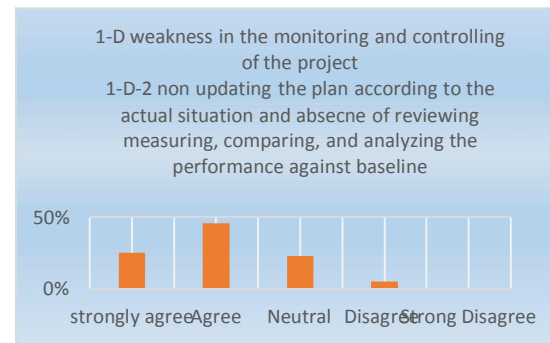 1-D weakness in the monitoring and controlling
of the project
1-D-2 non updating the plan according to the
actual situation and absecne of reviewing
measuring, comparing, and analyzing the
performance against baseline
50%
0%
strongly agree Agree Neutral Disagree Strong Disagree